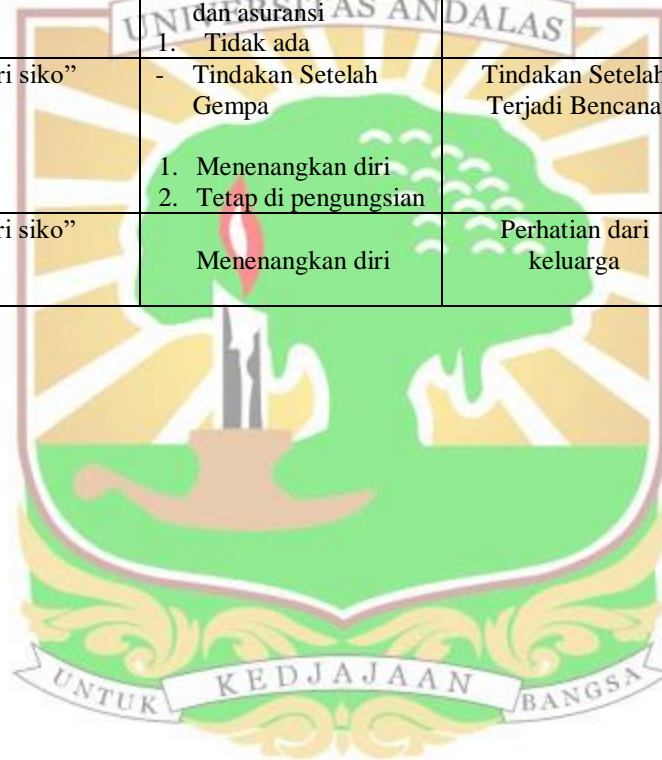 UNIVERSITAS ANDALAS
dan asuransi
1. Tidak ada
ri siko”
- Tindakan Setelah
Gempa
1. Menenangkan diri
2. Tetap di pengungsian
Tindakan Setelah
Terjadi Bencana
ri siko”
Menenangkan diri
Perhatian dari
keluarga
UNTUK KEDJAJAAN BANGSA